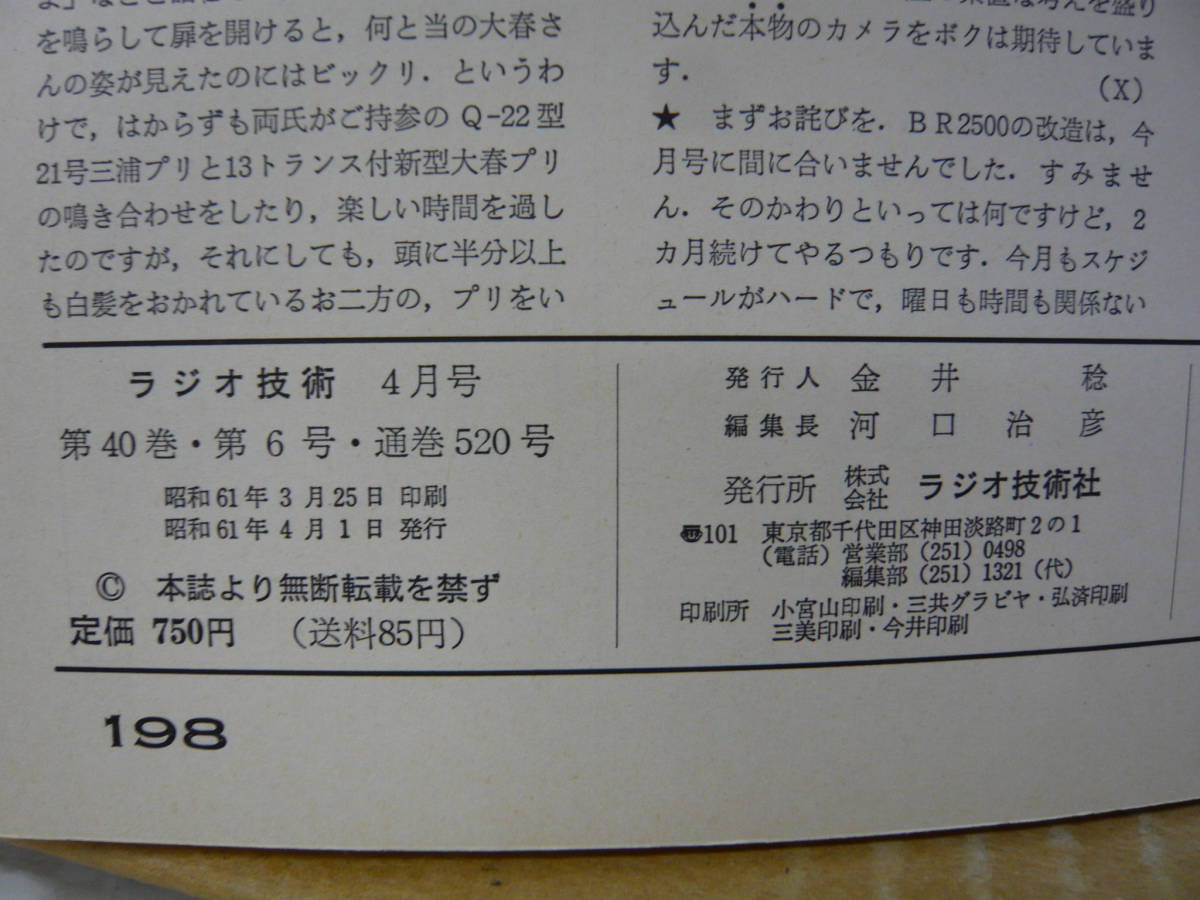 を鳴らして扉を開けると，何と当の大春さ
んの姿が見えたのにはビックリ．というわ
けで，はからずも両氏がご持参の Q-22 型
21号三浦プリと13トランス付新型大春プリ
の鳴き合わせをしたり，楽しい時間を過し
たのですが，それにしても，頭に半分以上
も白髪をおかれているお二方の，プリをい
込んだ本物のカメラをボクは期待していま
す．
（X）
★ まずお詫びを．ＢＲ2500の改造は，今
月号に間に合いませんでした．すみませ
ん．そのかわりといっては何ですけど，2
カ月続けてやるつもりです．今月もスケジ
ュールがハードで，曜日も時間も関係ない
ラジオ技術 4月号
第40巻・第 6 号・通巻520号
昭和61年 3 月25日 印刷
昭和61年 4 月 1 日 発行
© 本誌より無断転載を禁ず
定価 750円 （送料85円）
発行人 金井 稔
編集長 河口治彦
発行所 株式会社 ラジオ技術社
〠101 東京都千代田区神田淡路町２の１
（電話）営業部（251）0498
編集部（251）1321（代）
印刷所 小宮山印刷・三共グラビヤ・弘済印刷
三美印刷・今井印刷
198